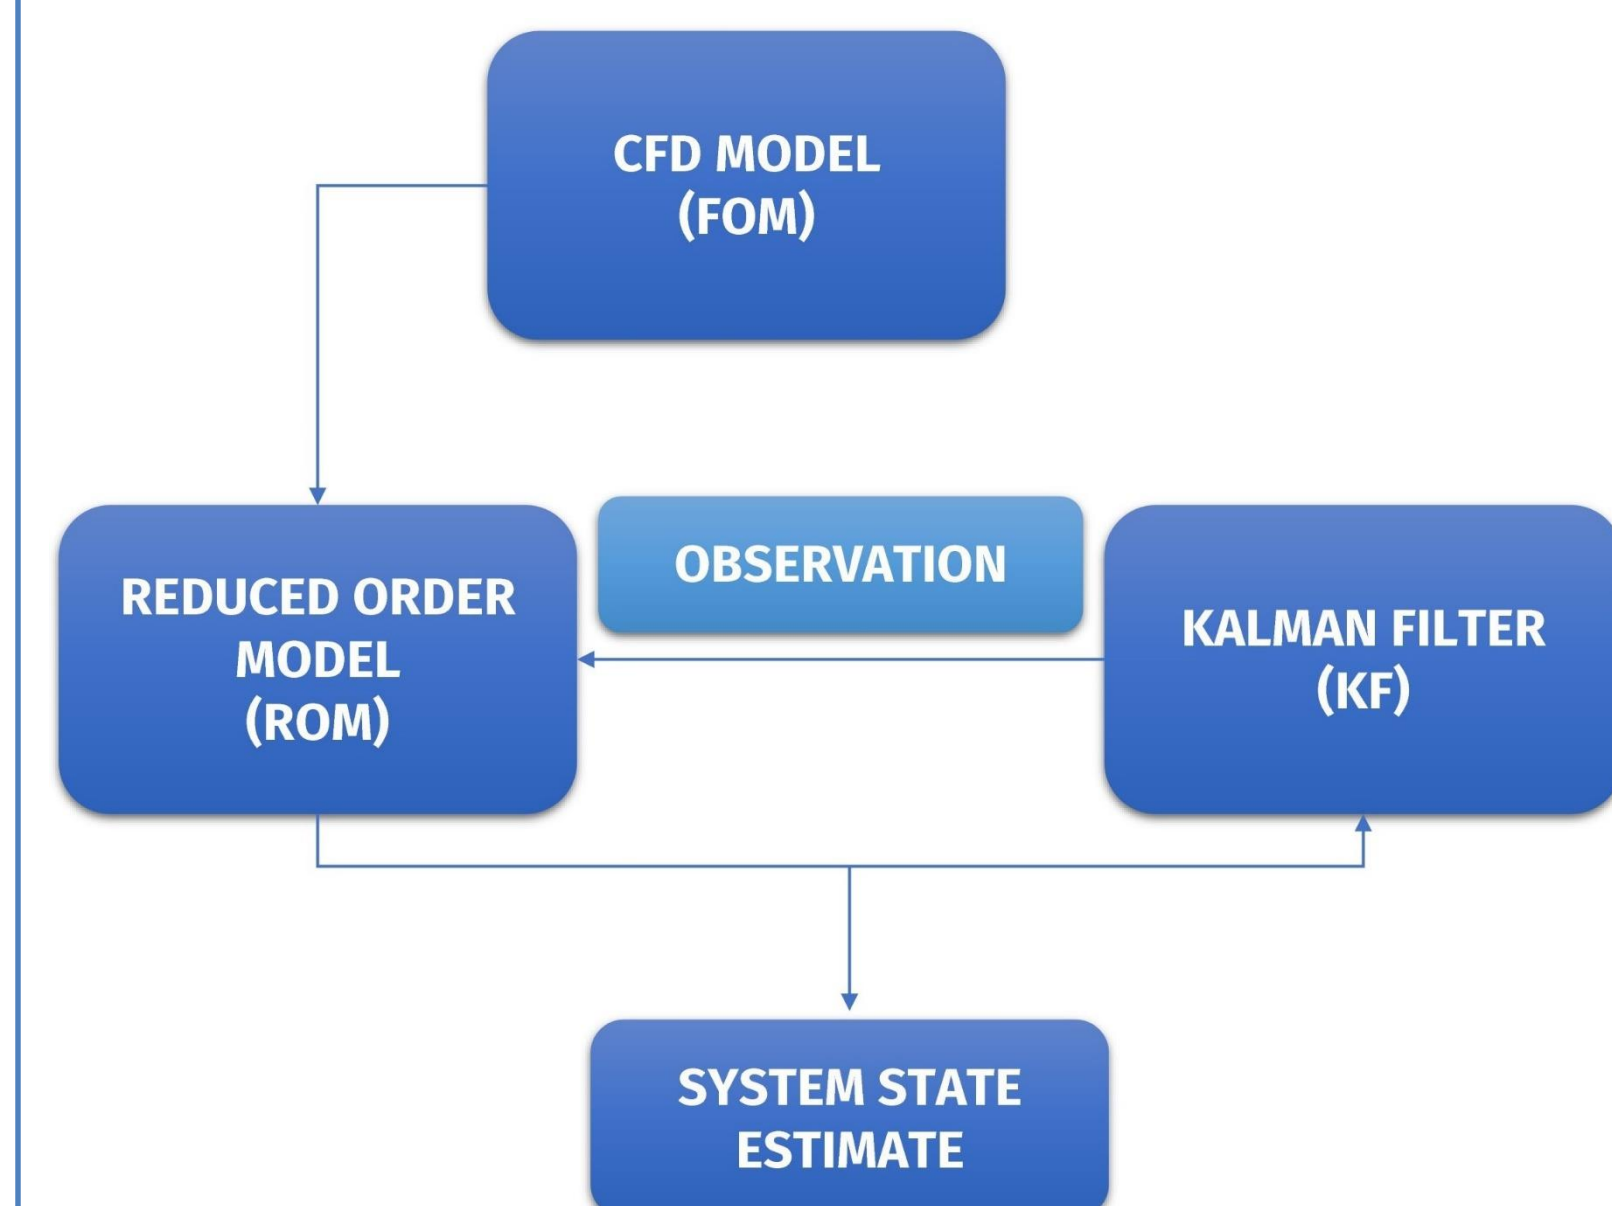 CFD MODEL
(FOM)
OBSERVATION
REDUCED ORDER
MODEL
(ROM)
KALMAN FILTER
(KF)
SYSTEM STATE
ESTIMATE